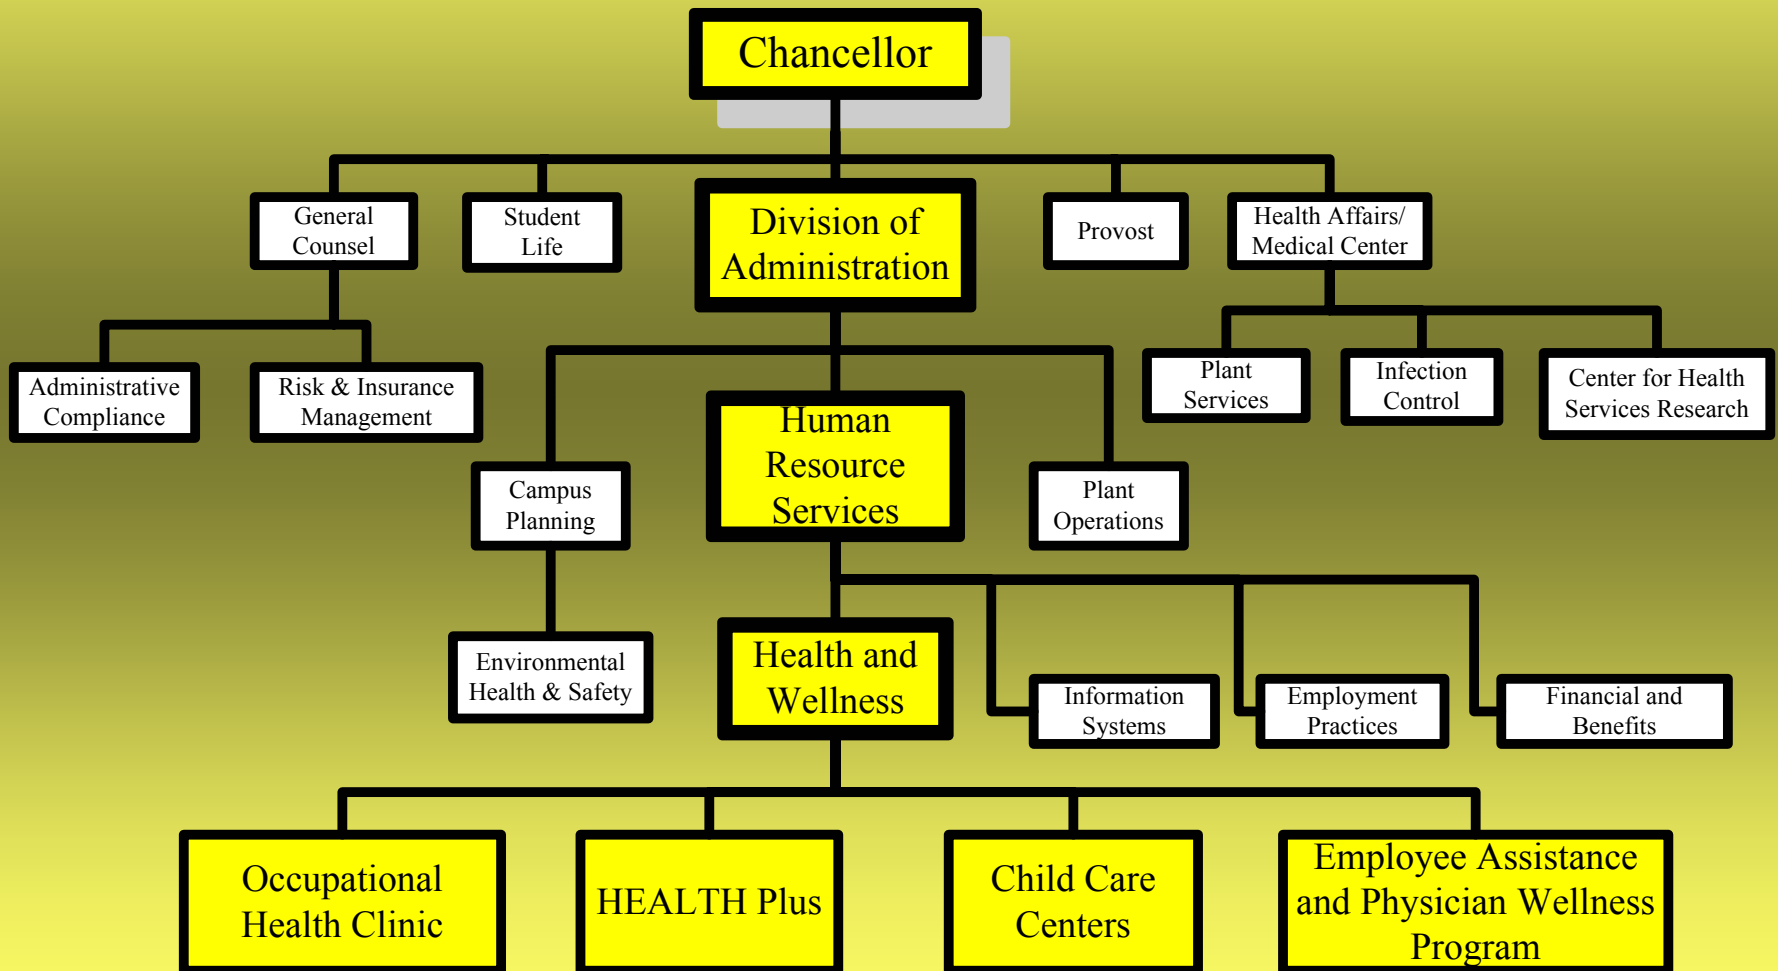 Chancellor
General
Counsel
Student
Life
Division of
Administration
Provost
Health Affairs/
Medical Center
Administrative
Compliance
Risk & Insurance
Management
Plant
Services
Infection
Control
Center for Health
Services Research
Human
Resource
Services
Campus
Planning
Plant
Operations
Environmental
Health & Safety
Health and
Wellness
Information
Systems
Employment
Practices
Financial and
Benefits
Occupational
Health Clinic
HEALTH Plus
Child Care
Centers
Employee Assistance
and Physician Wellness
Program